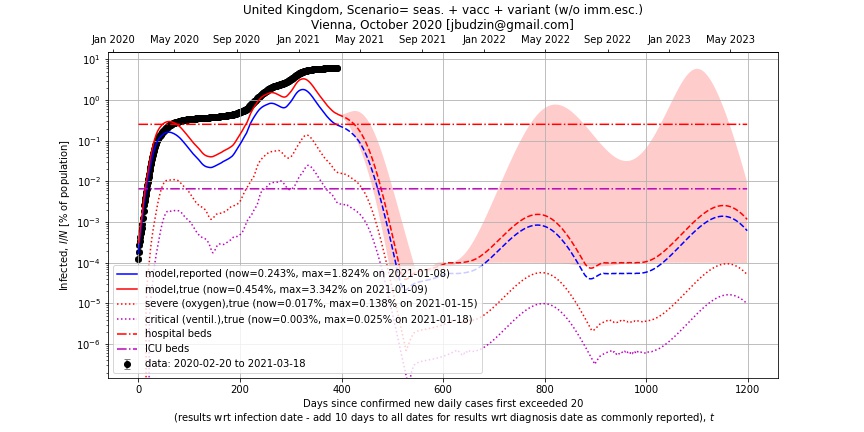 United Kingdom, Scenario= seas. + vacc + variant (w/o imm.esc.)
Vienna, October 2020 [jbudzin@gmail.com]
Jan 2020 May 2020 Sep 2020 Jan 2021 May 2021 Sep 2021 Jan 2022 May 2022 Sep 2022 Jan 2023 May 2023
Infected, I/N [% of population]
10¹
10⁰
10⁻¹
10⁻²
10⁻³
10⁻⁴
10⁻⁵
10⁻⁶
model,reported (now=0.243%, max=1.824% on 2021-01-08)
model,true (now=0.454%, max=3.342% on 2021-01-09)
severe (oxygen),true (now=0.017%, max=0.138% on 2021-01-15)
critical (ventil.),true (now=0.003%, max=0.025% on 2021-01-18)
hospital beds
ICU beds
data: 2020-02-20 to 2021-03-18
0 200 400 600 800 1000 1200
Days since confirmed new daily cases first exceeded 20
(results wrt infection date - add 10 days to all dates for results wrt diagnosis date as commonly reported), t